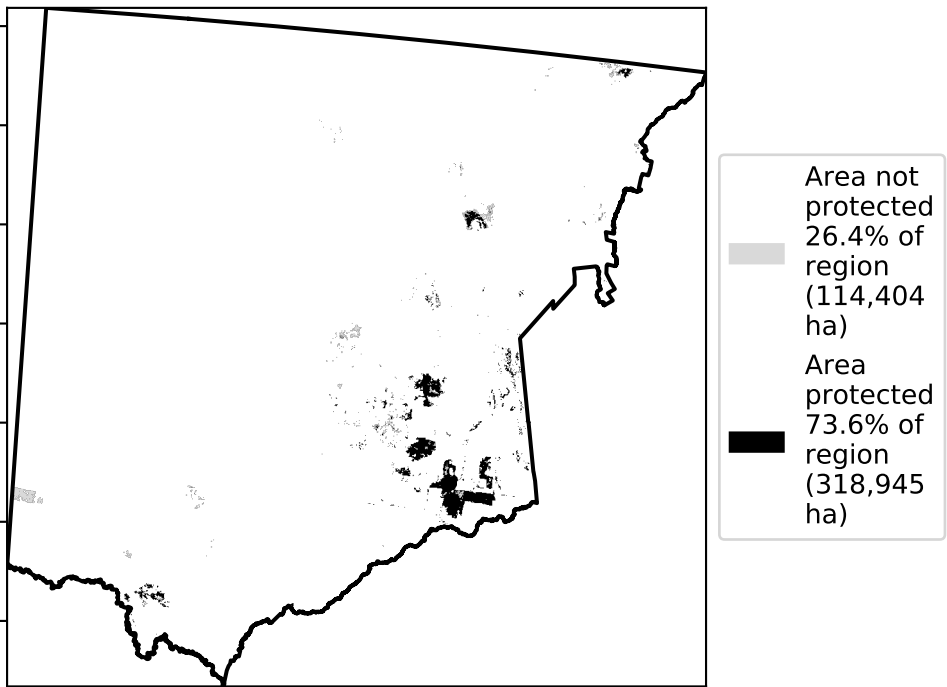 Area not
protected
26.4% of
region
(114,404
ha)
Area
protected
73.6% of
region
(318,945
ha)